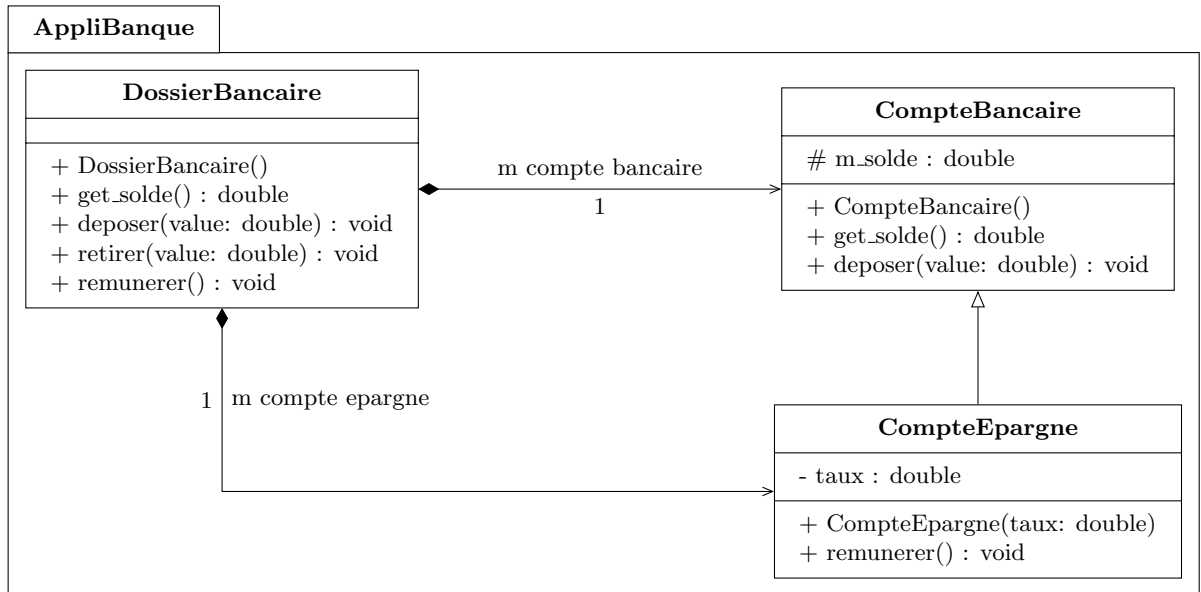 AppliBanque
DossierBancaire
+ DossierBancaire()
+ get_solde() : double
+ deposer(value: double) : void
+ retirer(value: double) : void
+ remunerer() : void
m compte bancaire
1
CompteBancaire
# m_solde : double
+ CompteBancaire()
+ get_solde() : double
+ deposer(value: double) : void
1
m compte epargne
CompteEpargne
- taux : double
+ CompteEpargne(taux: double)
+ remunerer() : void